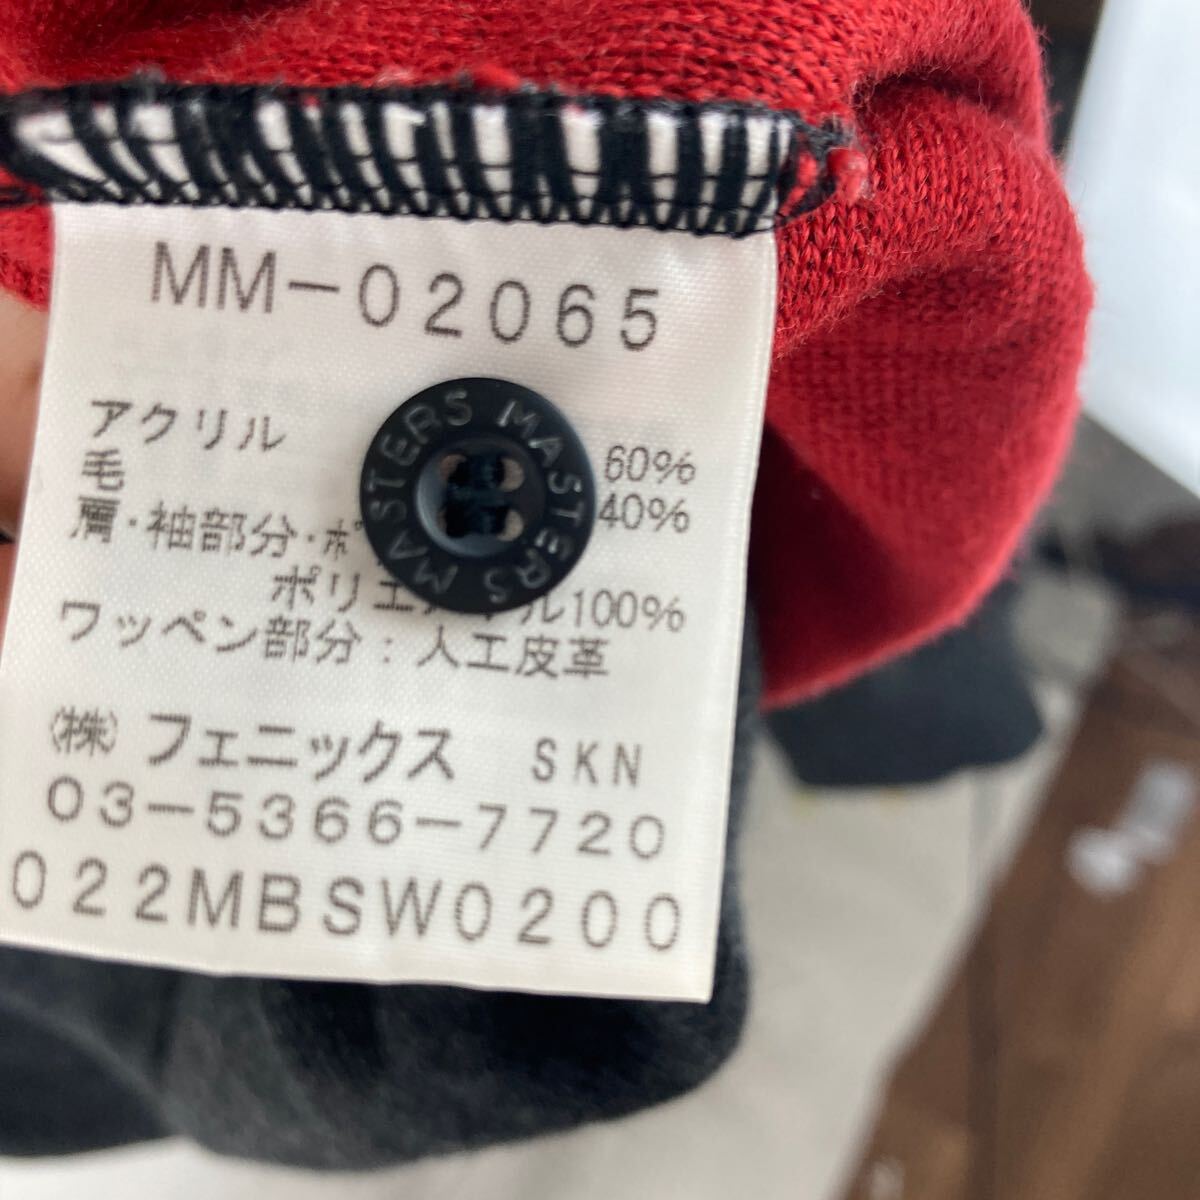 MM-02065
MASTERS MASTERS
アクリル 60%
毛 40%
袖部分・ポ
ポリエ ル100%
ワッペン部分：人工皮革
(株)フェニックス SKN
03-5366-7720
022MBSW0200